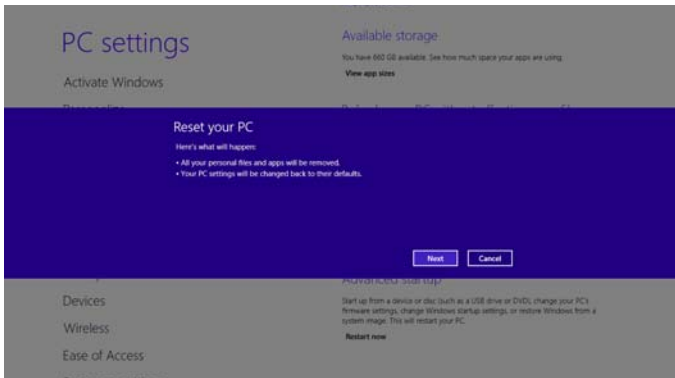 PC settings
Activate Windows
Available storage
You have 660 GB available. See how much space your apps are using.
View app sizes
Reset your PC
Here's what will happen:
• All your personal files and apps will be removed.
• Your PC settings will be changed back to their defaults.
Next
Cancel
Devices
Wireless
Ease of Access
Advanced startup
Start up from a device or disc (such as a USB drive or DVD), change your PC's
firmware settings, change Windows startup settings, or restore Windows from a
system image. This will restart your PC.
Restart now